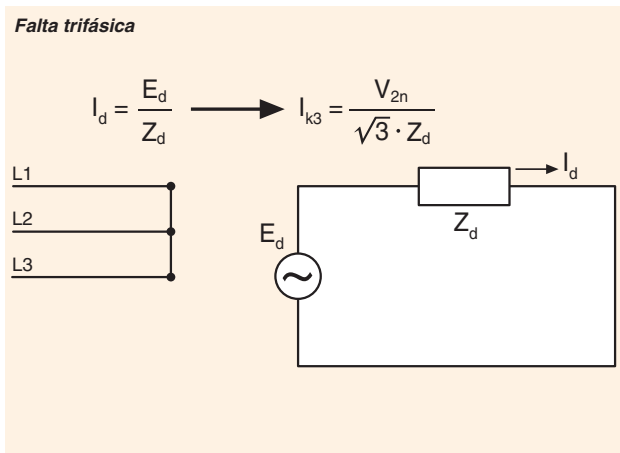 Falta trifásica
I_d = E_d / Z_d ⟶ I_k3 = V_2n / (√3 · Z_d)
L1
L2
L3
I_d
Z_d
E_d